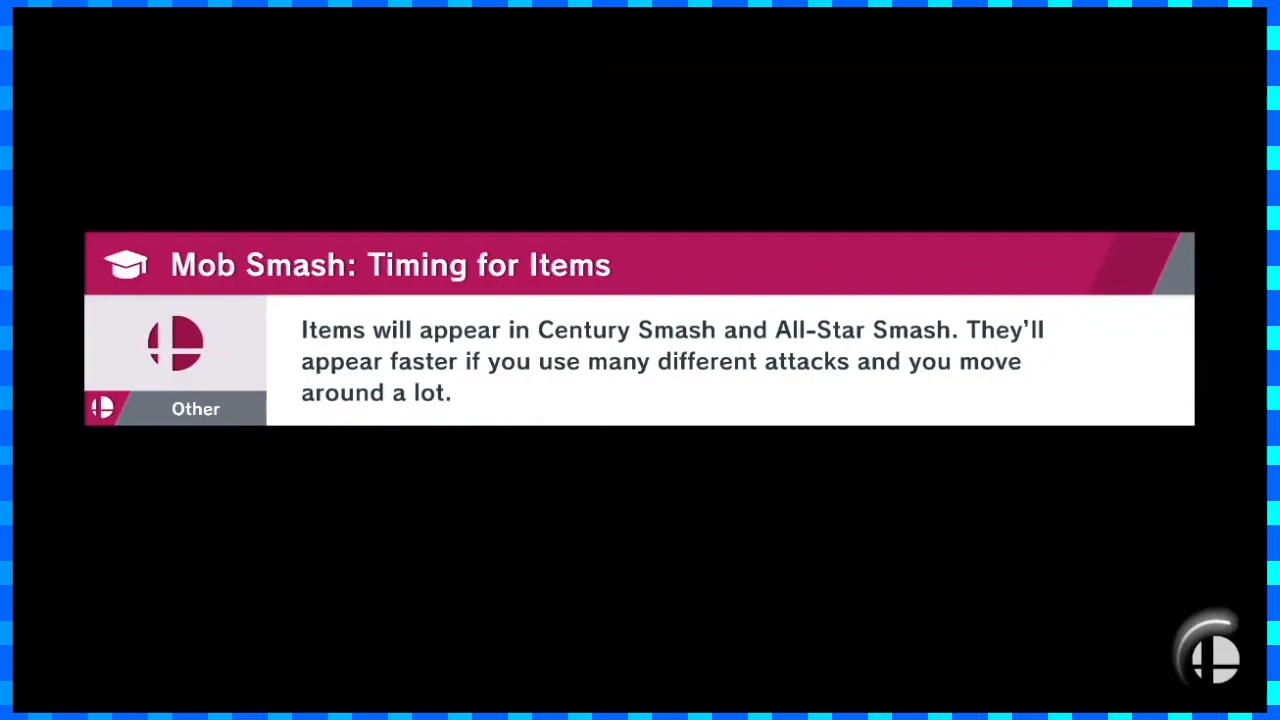 Mob Smash: Timing for Items
Items will appear in Century Smash and All-Star Smash. They’ll
appear faster if you use many different attacks and you move
around a lot.
Other